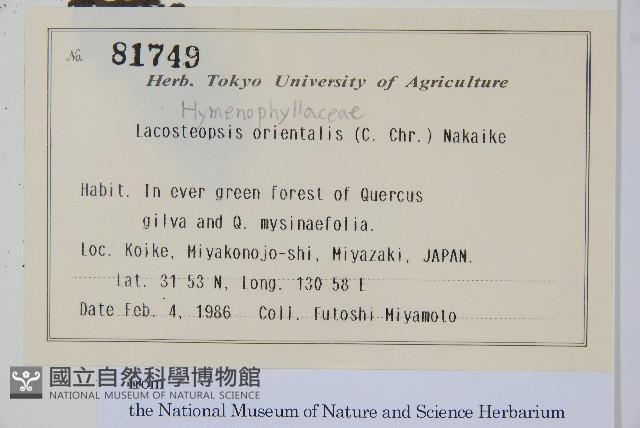 No. 81749
Herb. Tokyo University of Agriculture
Hymenophyllaceae
Lacosteopsis orientalis (C. Chr.) Nakaike
Habit. In ever green forest of Quercus
gilva and Q. mysinaefolia.
Loc. Koike, Miyakonojo-shi, Miyazaki, JAPAN.
Lat. 31 53 N, Long. 130 58 E
Date Feb. 4, 1986 Coll. Futoshi Miyamoto
國立自然科學博物館
NATIONAL MUSEUM OF NATURAL SCIENCE
from
the National Museum of Nature and Science Herbarium